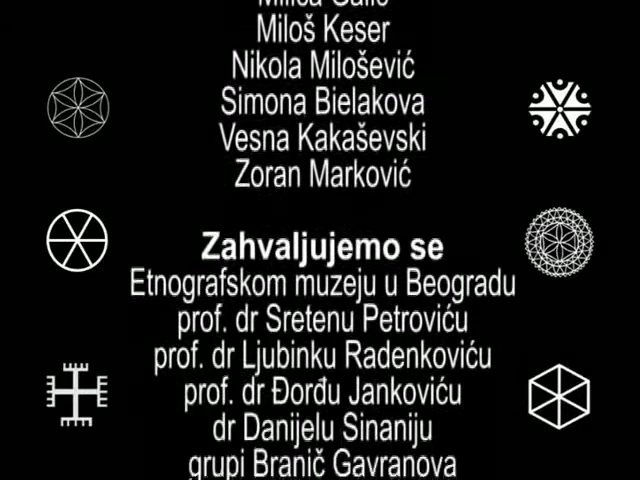 Miloš Keser
Nikola Milošević
Simona Bielakova
Vesna Kakaševski
Zoran Marković
Zahvaljujemo se
Etnografskom muzeju u Beogradu
prof. dr Sretenu Petroviću
prof. dr Ljubinku Radenkoviću
prof. dr Đorđu Jankoviću
dr Danijelu Sinaniju
grupi Branič Gavranova